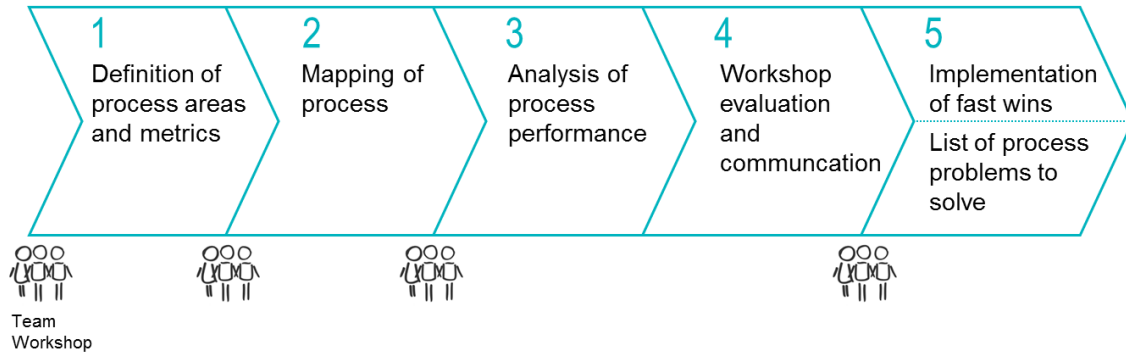 1
Definition of
process areas
and metrics
2
Mapping of
process
3
Analysis of
process
performance
4
Workshop
evaluation
and
communcation
5
Implementation
of fast wins
List of process
problems to
solve
Team
Workshop